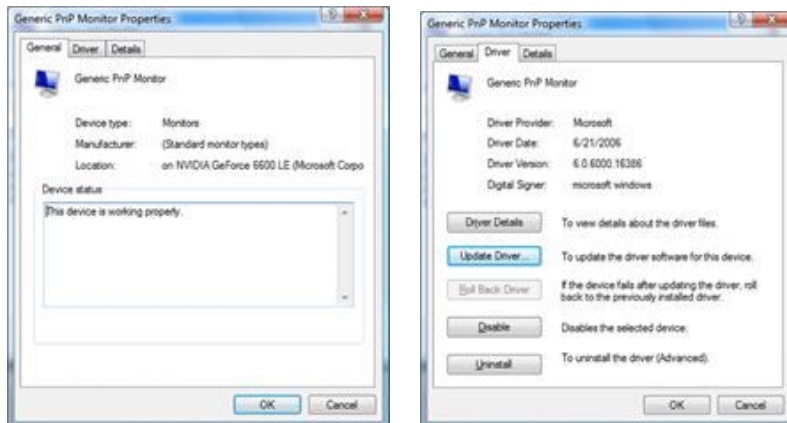 Generic PnP Monitor Properties
General Driver Details
Generic PnP Monitor
Device type: Monitors
Manufacturer: (Standard monitor types)
Location: on NVIDIA GeForce 6600 LE (Microsoft Corpo
Device status
This device is working properly.
OK Cancel
Generic PnP Monitor Properties
General Driver Details
Generic PnP Monitor
Driver Provider: Microsoft
Driver Date: 6/21/2006
Driver Version: 6.0.6000.16386
Digital Signer: microsoft windows
Driver Details To view details about the driver files.
Update Driver... To update the driver software for this device.
Roll Back Driver If the device fails after updating the driver, roll
back to the previously installed driver.
Disable Disables the selected device.
Uninstall To uninstall the driver (Advanced).
OK Cancel